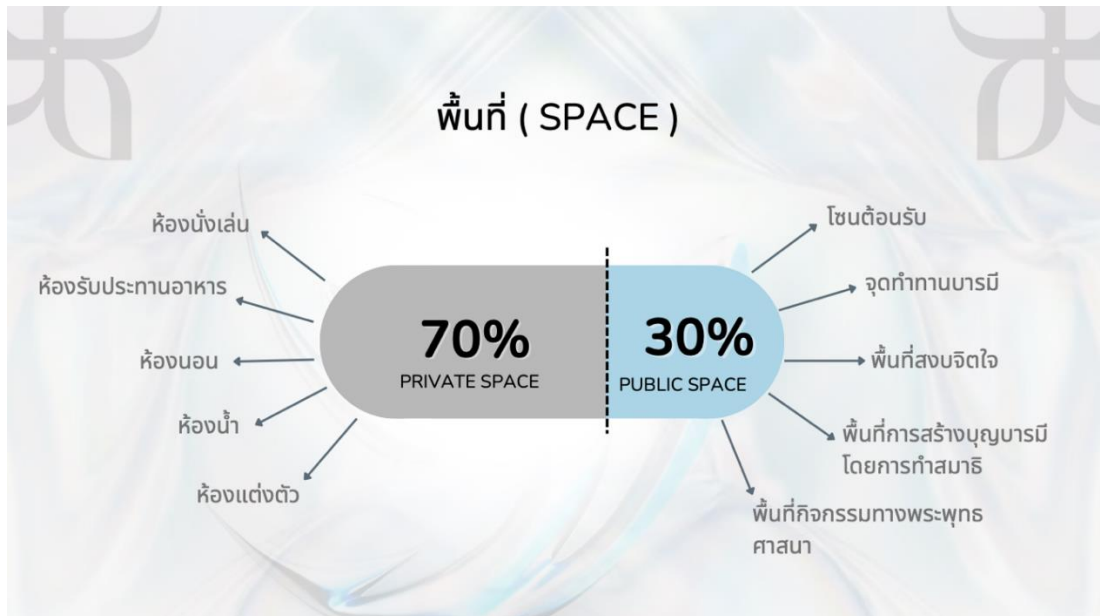 พื้นที่ ( SPACE )
ห้องนั่งเล่น
ห้องรับประทานอาหาร
ห้องนอน
ห้องน้ำ
ห้องแต่งตัว
70%
PRIVATE SPACE
30%
PUBLIC SPACE
โซนต้อนรับ
จุดทำทานบารมี
พื้นที่สงบจิตใจ
พื้นที่การสร้างบุญบารมี
โดยการทำสมาธิ
พื้นที่กิจกรรมทางพระพุทธ
ศาสนา